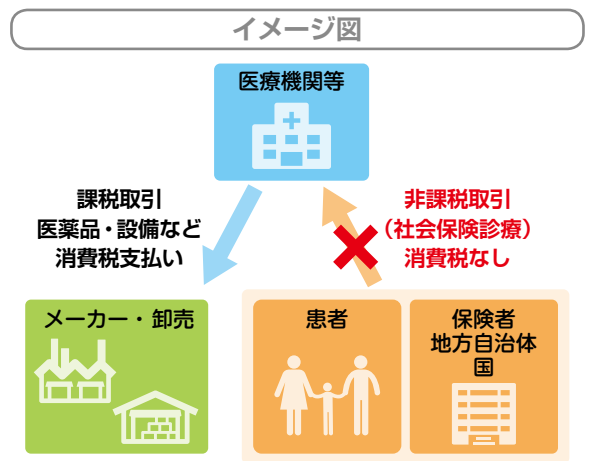 イメージ図
医療機関等
課税取引
医薬品・設備など
消費税支払い
非課税取引
（社会保険診療）
消費税なし
メーカー・卸売
患者
保険者
地方自治体
国